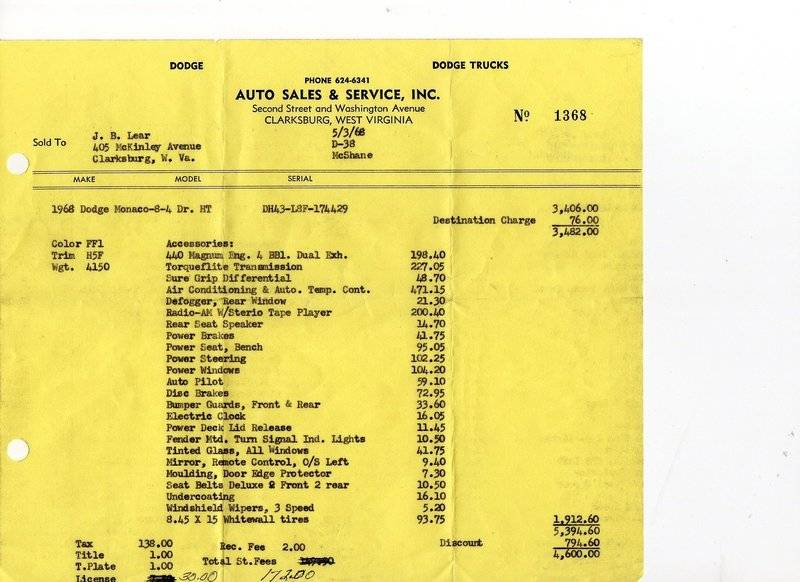 DODGE DODGE TRUCKS
PHONE 624-6341
AUTO SALES & SERVICE, INC.
Second Street and Washington Avenue
CLARKSBURG, WEST VIRGINIA
Nº 1368
Sold To J. B. Lear 5/3/68
405 McKinley Avenue D-38
Clarksburg, W. Va. McShane
MAKE MODEL SERIAL
1968 Dodge Monaco-8-4 Dr. HT DH43-L8F-174429 3,406.00
Destination Charge 76.00
3,482.00
Color FF1 Accessories:
Trim H5F 440 Magnum Eng. 4 BBl. Dual Exh. 198.40
Wgt. 4150 Torqueflite Transmission 227.05
Sure Grip Differential 48.70
Air Conditioning & Auto. Temp. Cont. 471.15
Defogger, Rear Window 21.30
Radio-AM W/Sterio Tape Player 200.40
Rear Seat Speaker 14.70
Power Brakes 41.75
Power Seat, Bench 95.05
Power Steering 102.25
Power Windows 104.20
Auto Pilot 59.10
Disc Brakes 72.95
Bumper Guards, Front & Rear 33.60
Electric Clock 16.05
Power Deck Lid Release 11.45
Fender Mtd. Turn Signal Ind. Lights 10.50
Tinted Glass, All Windows 41.75
Mirror, Remote Control, O/S Left 9.40
Moulding, Door Edge Protector 7.30
Seat Belts Deluxe 2 Front 2 rear 10.50
Undercoating 16.10
Windshield Wipers, 3 Speed 5.20
8.45 X 15 Whitewall tires 93.75 1,912.60
5,394.60
Tax 138.00 Rec. Fee 2.00 Discount 794.60
Title 1.00 4,600.00
T.Plate 1.00 Total St.Fees
License 30.00 172.00